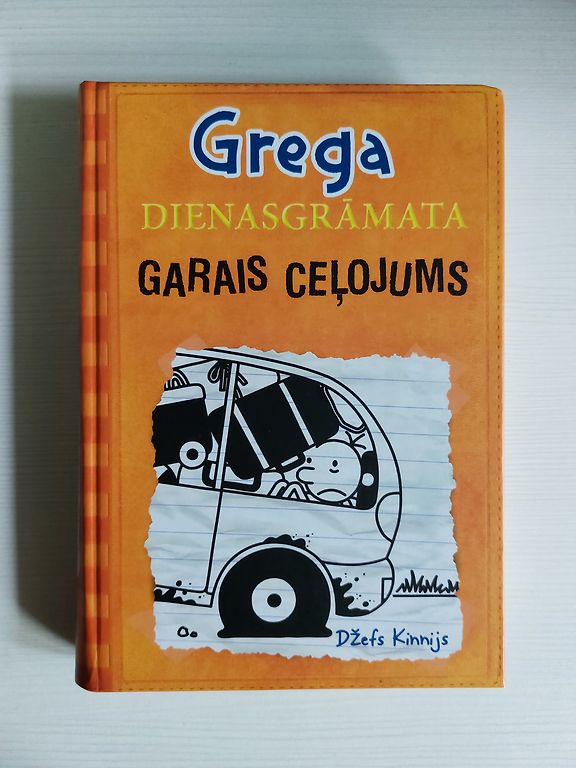 Grega
DIENASGRĀMATA
GARAIS CEĻOJUMS
Džefs Kinnijs